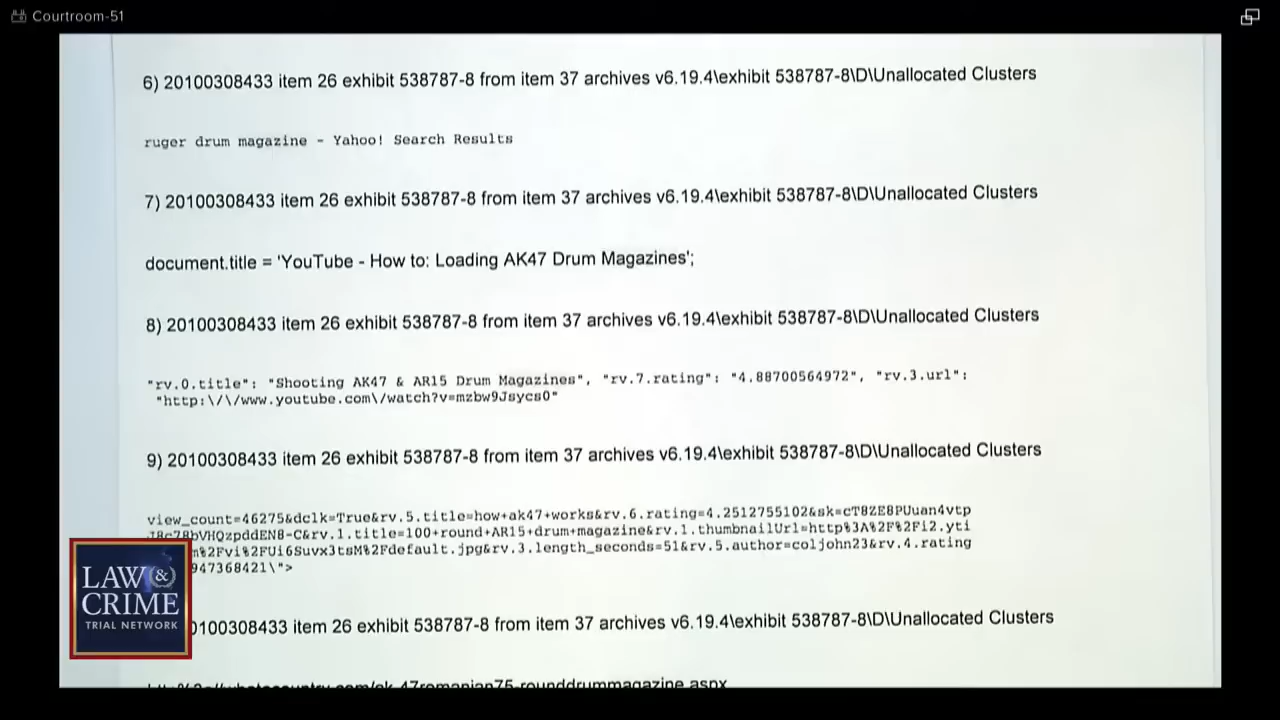 Courtroom-51
6) 20100308433 item 26 exhibit 538787-8 from item 37 archives v6.19.4\exhibit 538787-8\D\Unallocated Clusters
ruger drum magazine - Yahoo! Search Results
7) 20100308433 item 26 exhibit 538787-8 from item 37 archives v6.19.4\exhibit 538787-8\D\Unallocated Clusters
document.title = 'YouTube - How to: Loading AK47 Drum Magazines';
8) 20100308433 item 26 exhibit 538787-8 from item 37 archives v6.19.4\exhibit 538787-8\D\Unallocated Clusters
"rv.0.title": "Shooting AK47 & AR15 Drum Magazines", "rv.7.rating": "4.88700564972", "rv.3.url":
"http:\/\/www.youtube.com\/watch?v=mzbw9Jsycs0"
9) 20100308433 item 26 exhibit 538787-8 from item 37 archives v6.19.4\exhibit 538787-8\D\Unallocated Clusters
view_count=46275&dclk=True&rv.5.title=how+ak47+works&rv.6.rating=4.2512755102&sk=cT8ZE8PUuan4vtp
J8c78bVHQzpddEN8-C&rv.1.title=100+round+AR15+drum+magazine&rv.1.thumbnailUrl=http%3A%2F%2Fi2.yti
m%2Fvi%2FUi6Suvx3tsM%2Fdefault.jpg&rv.3.length_seconds=51&rv.5.author=coljohn23&rv.4.rating
947368421\">
0100308433 item 26 exhibit 538787-8 from item 37 archives v6.19.4\exhibit 538787-8\D\Unallocated Clusters
LAW &
CRIME
TRIAL NETWORK